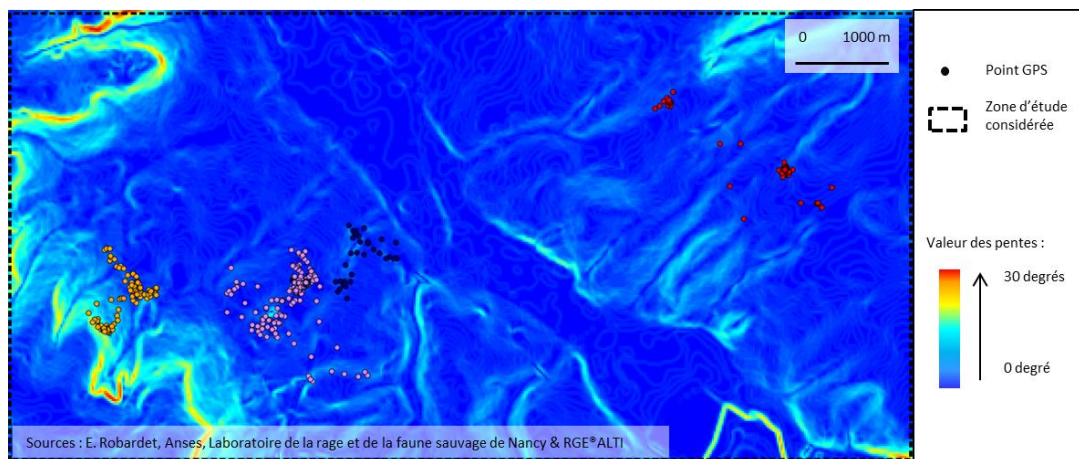 0 1000 m
Point GPS
Zone d'étude
considérée
Valeur des pentes :
30 degrés
0 degré
Sources : E. Robardet, Anses, Laboratoire de la rage et de la faune sauvage de Nancy & RGE®ALTI